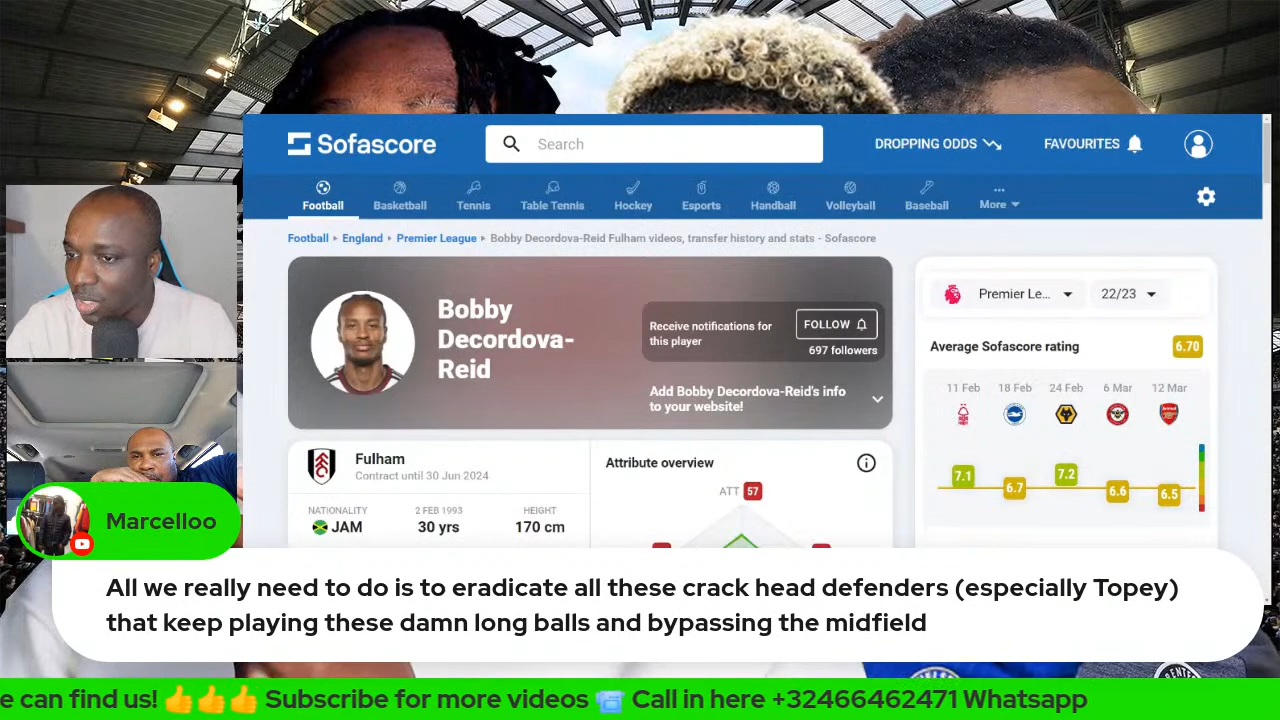 Sofascore
Search
DROPPING ODDS
FAVOURITES
Football
Basketball
Tennis
Table Tennis
Hockey
Esports
Handball
Volleyball
Baseball
More
Football England Premier League Bobby Decordova-Reid Fulham videos, transfer history and stats - Sofascore
Bobby
Decordova-
Reid
Receive notifications for
this player
FOLLOW
697 followers
Add Bobby Decordova-Reid's info
to your website!
Premier Le...
22/23
Average Sofascore rating
6.70
11 Feb
18 Feb
24 Feb
6 Mar
12 Mar
7.1
6.7
7.2
6.6
6.5
Fulham
Contract until 30 Jun 2024
NATIONALITY
JAM
2 FEB 1993
30 yrs
HEIGHT
170 cm
Attribute overview
ATT 57
Marcelloo
All we really need to do is to eradicate all these crack head defenders (especially Topey)
that keep playing these damn long balls and bypassing the midfield
e can find us! 👍👍👍 Subscribe for more videos Call in here +32466462471 Whatsapp